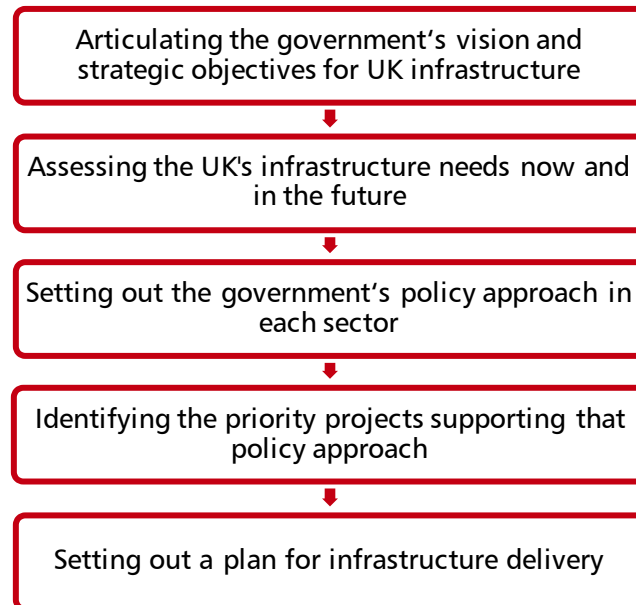 Articulating the government‘s vision and
strategic objectives for UK infrastructure
Assessing the UK's infrastructure needs now and
in the future
Setting out the government‘s policy approach in
each sector
Identifying the priority projects supporting that
policy approach
Setting out a plan for infrastructure delivery